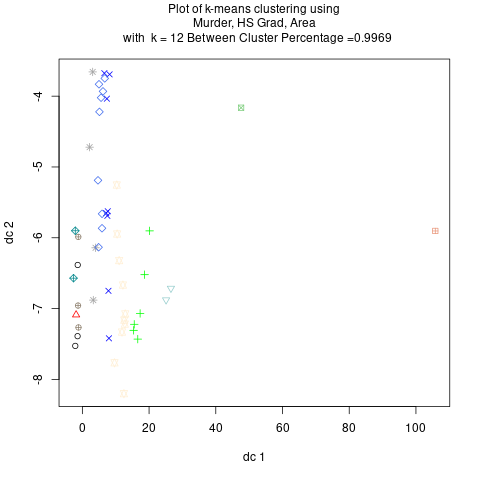 Plot of k-means clustering using
Murder, HS Grad, Area
with k = 12 Between Cluster Percentage =0.9969
-4
-5
-6
-7
-8
dc 2
0 20 40 60 80 100
dc 1